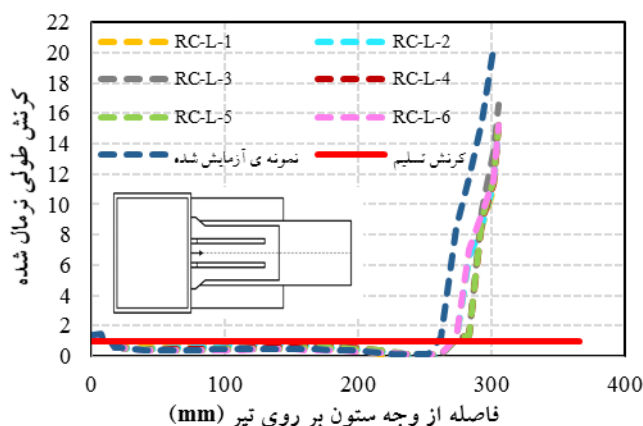 22
20
18
16
14
12
10
8
6
4
2
0
کرنش طولی نرمال شده
RC-L-1
RC-L-2
RC-L-3
RC-L-4
RC-L-5
RC-L-6
نمونه ی آزمایش شده
کرنش تسلیم
0 100 200 300 400
فاصله از وجه ستون بر روی تیر (mm)